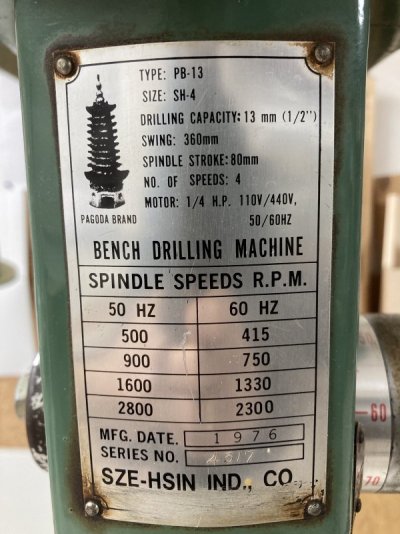 TYPE: PB-13
SIZE: SH-4
DRILLING CAPACITY: 13 mm (1/2")
SWING: 360mm
SPINDLE STROKE: 80mm
NO. OF SPEEDS: 4
MOTOR: 1/4 H.P. 110V/440V,
50/60HZ
PAGODA BRAND
BENCH DRILLING MACHINE
SPINDLE SPEEDS R.P.M.
50 HZ 60 HZ
500 415
900 750
1600 1330
2800 2300
MFG. DATE. 1976
SERIES NO.
SZE-HSIN IND., CO.,
60
70